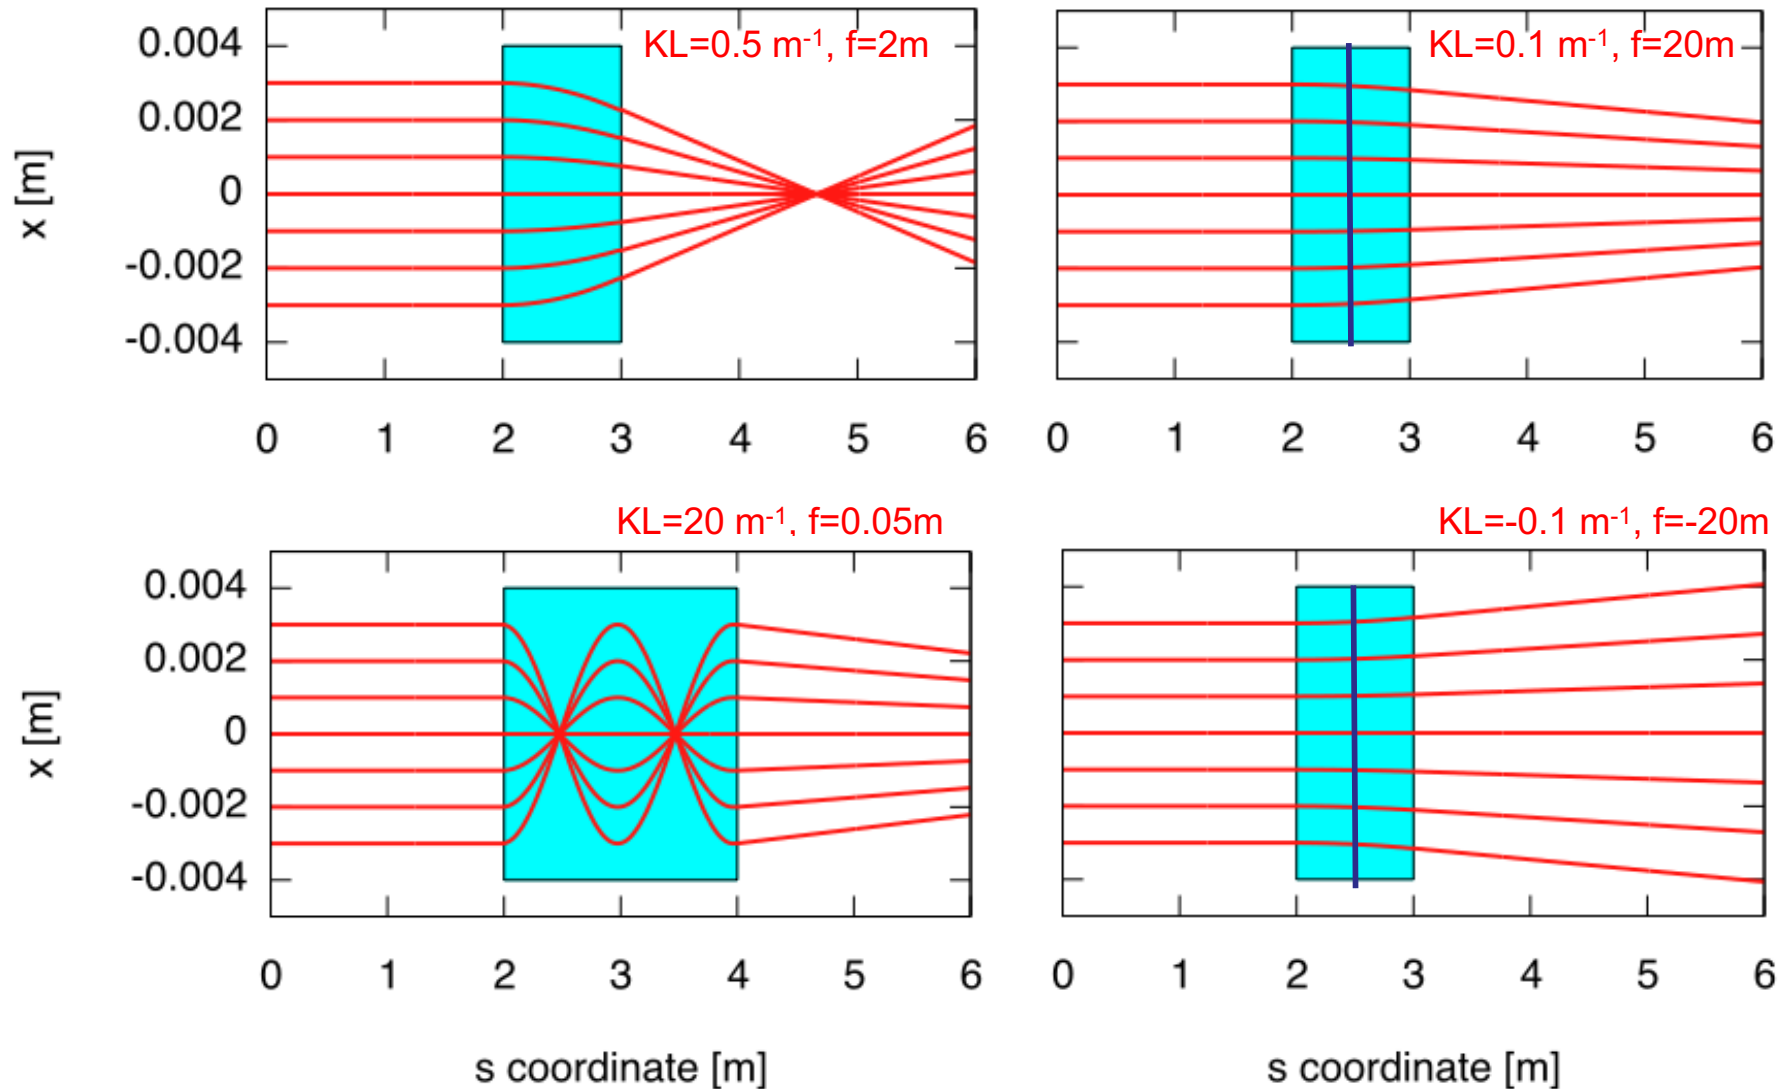 KL=0.5 m-1, f=2m
0.004
0.002
0
-0.002
-0.004
x [m]
0 1 2 3 4 5 6
KL=0.1 m-1, f=20m
0 1 2 3 4 5 6
KL=20 m-1, f=0.05m
0.004
0.002
0
-0.002
-0.004
x [m]
0 1 2 3 4 5 6
s coordinate [m]
KL=-0.1 m-1, f=-20m
0 1 2 3 4 5 6
s coordinate [m]